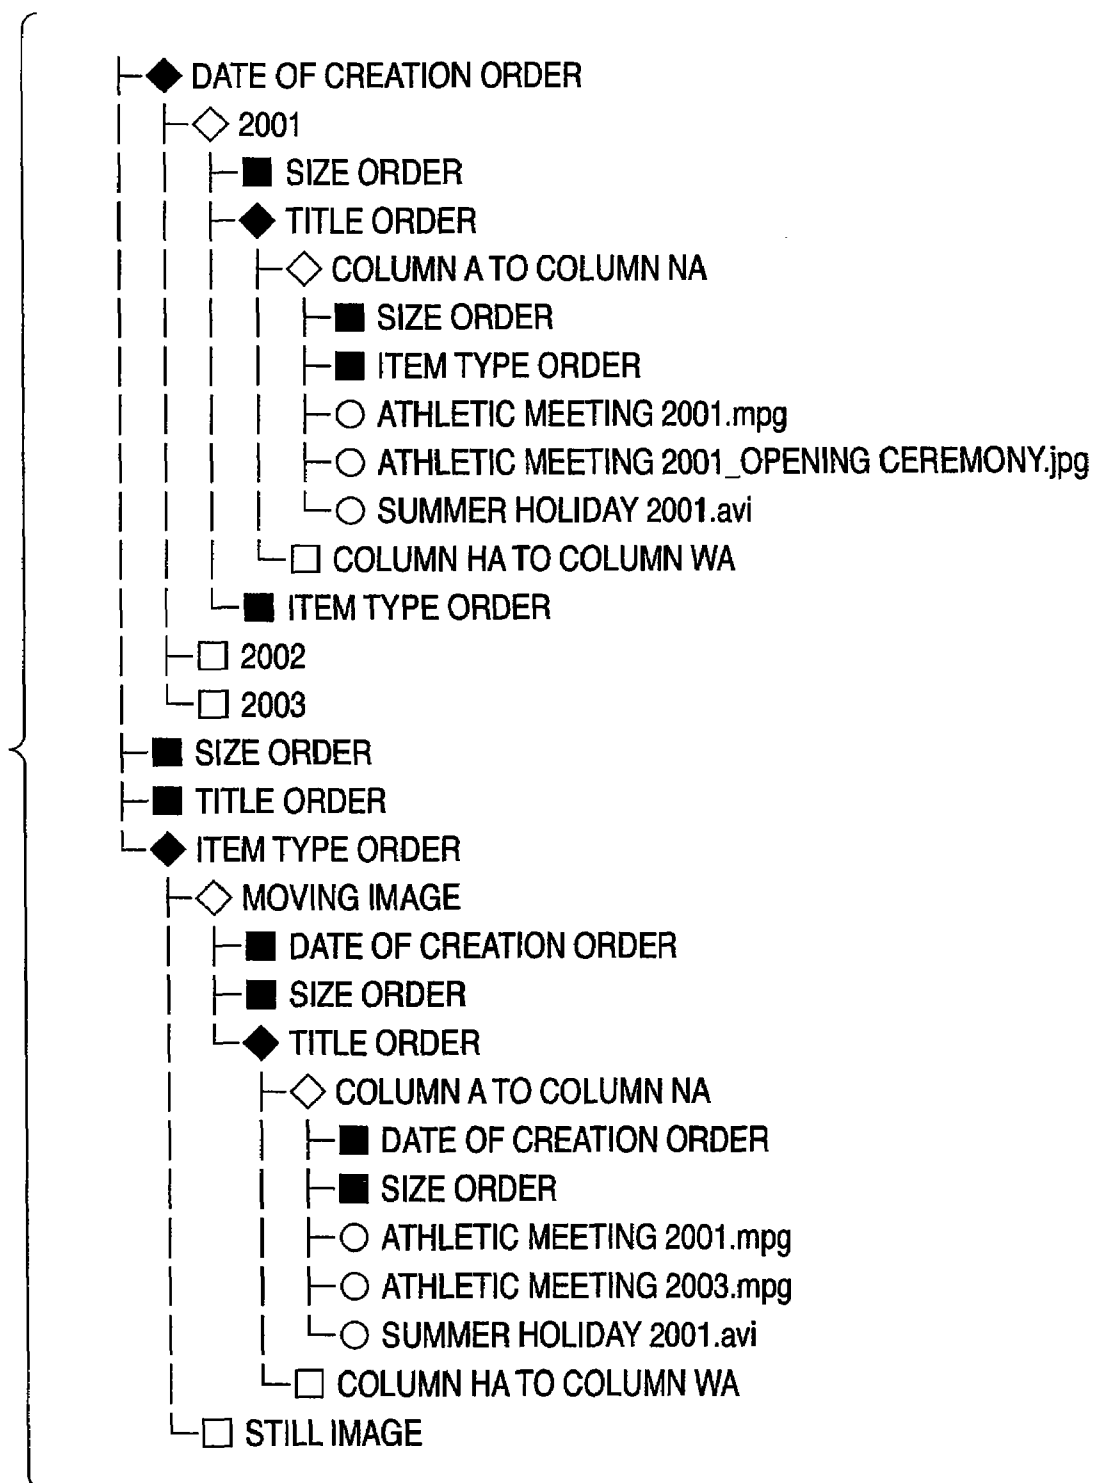 DATE OF CREATION ORDER
2001
SIZE ORDER
TITLE ORDER
COLUMN A TO COLUMN NA
SIZE ORDER
ITEM TYPE ORDER
ATHLETIC MEETING 2001.mpg
ATHLETIC MEETING 2001_OPENING CEREMONY.jpg
SUMMER HOLIDAY 2001.avi
COLUMN HA TO COLUMN WA
ITEM TYPE ORDER
2002
2003
SIZE ORDER
TITLE ORDER
ITEM TYPE ORDER
MOVING IMAGE
DATE OF CREATION ORDER
SIZE ORDER
TITLE ORDER
COLUMN A TO COLUMN NA
DATE OF CREATION ORDER
SIZE ORDER
ATHLETIC MEETING 2001.mpg
ATHLETIC MEETING 2003.mpg
SUMMER HOLIDAY 2001.avi
COLUMN HA TO COLUMN WA
STILL IMAGE